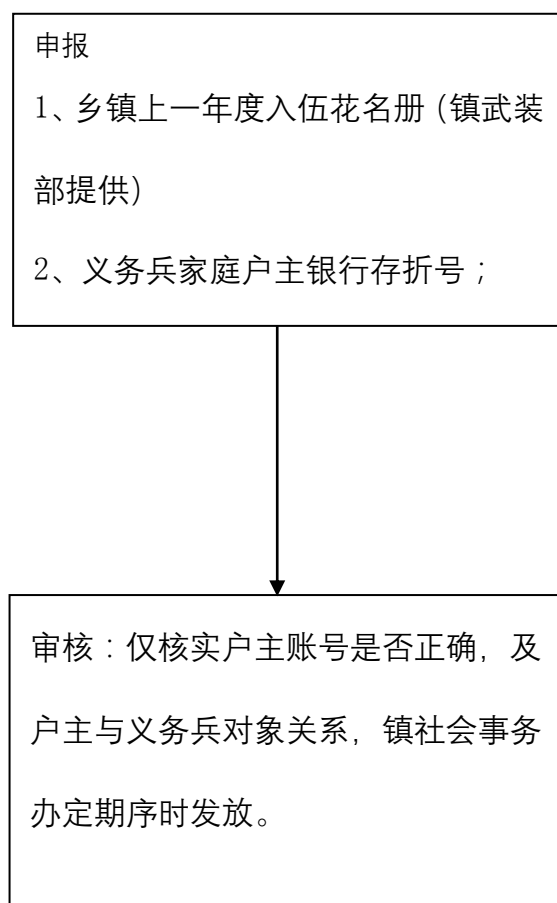 申报
1、乡镇上一年度入伍花名册（镇武装
部提供）
2、义务兵家庭户主银行存折号；
审核：仅核实户主账号是否正确，及
户主与义务兵对象关系，镇社会事务
办定期序时发放。